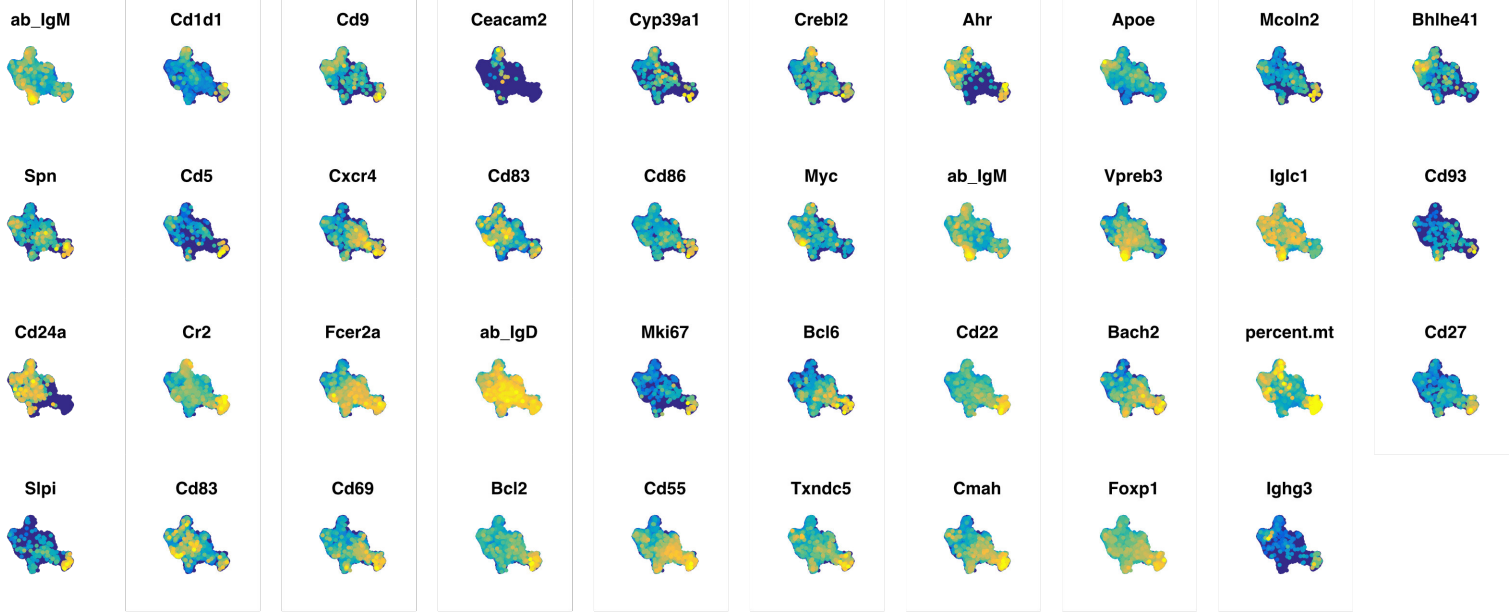 ab_IgM Cd1d1 Cd9 Ceacam2 Cyp39a1 Crebl2 Ahr Apoe Mcoln2 Bhlhe41
Spn Cd5 Cxcr4 Cd83 Cd86 Myc ab_IgM Vpreb3 Iglc1 Cd93
Cd24a Cr2 Fcer2a ab_IgD Mki67 Bcl6 Cd22 Bach2 percent.mt Cd27
Slpi Cd83 Cd69 Bcl2 Cd55 Txndc5 Cmah Foxp1 Ighg3